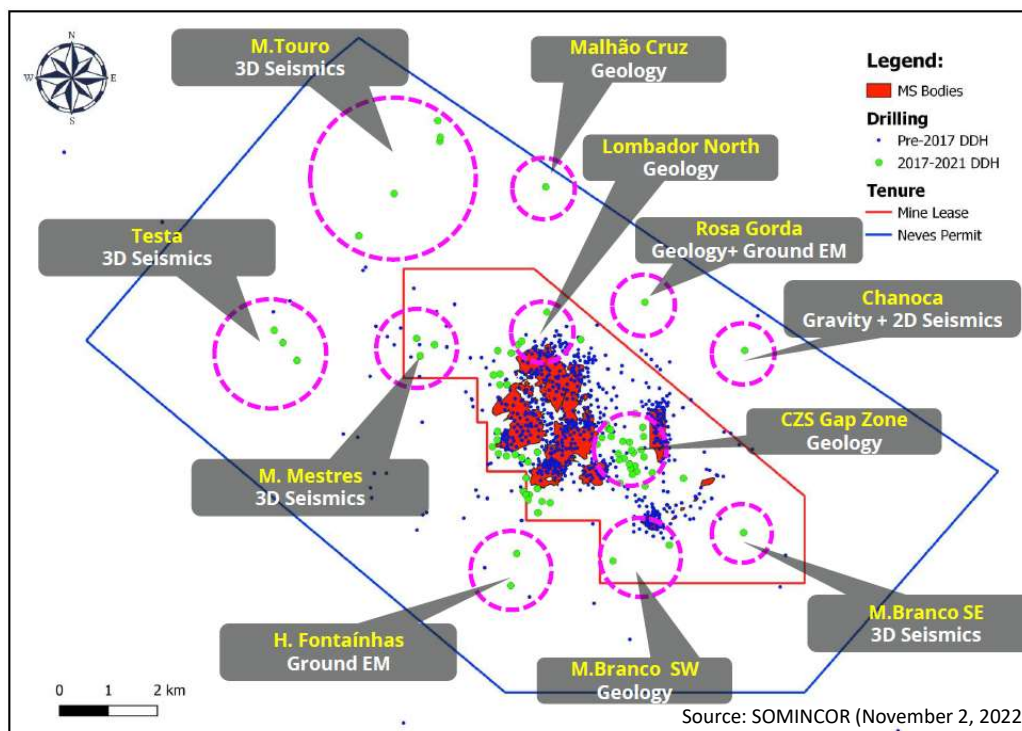 N
W
E
S
M.Touro
3D Seismics
Malhão Cruz
Geology
Legend:
MS Bodies
Drilling
Pre-2017 DDH
2017-2021 DDH
Tenure
Mine Lease
Neves Permit
Lombador North
Geology
Testa
3D Seismics
Rosa Gorda
Geology+ Ground EM
Chanoca
Gravity + 2D Seismics
CZS Gap Zone
Geology
M. Mestres
3D Seismics
H. Fontaínhas
Ground EM
M.Branco SW
Geology
M.Branco SE
3D Seismics
0 1 2 km
Source: SOMINCOR (November 2, 2022